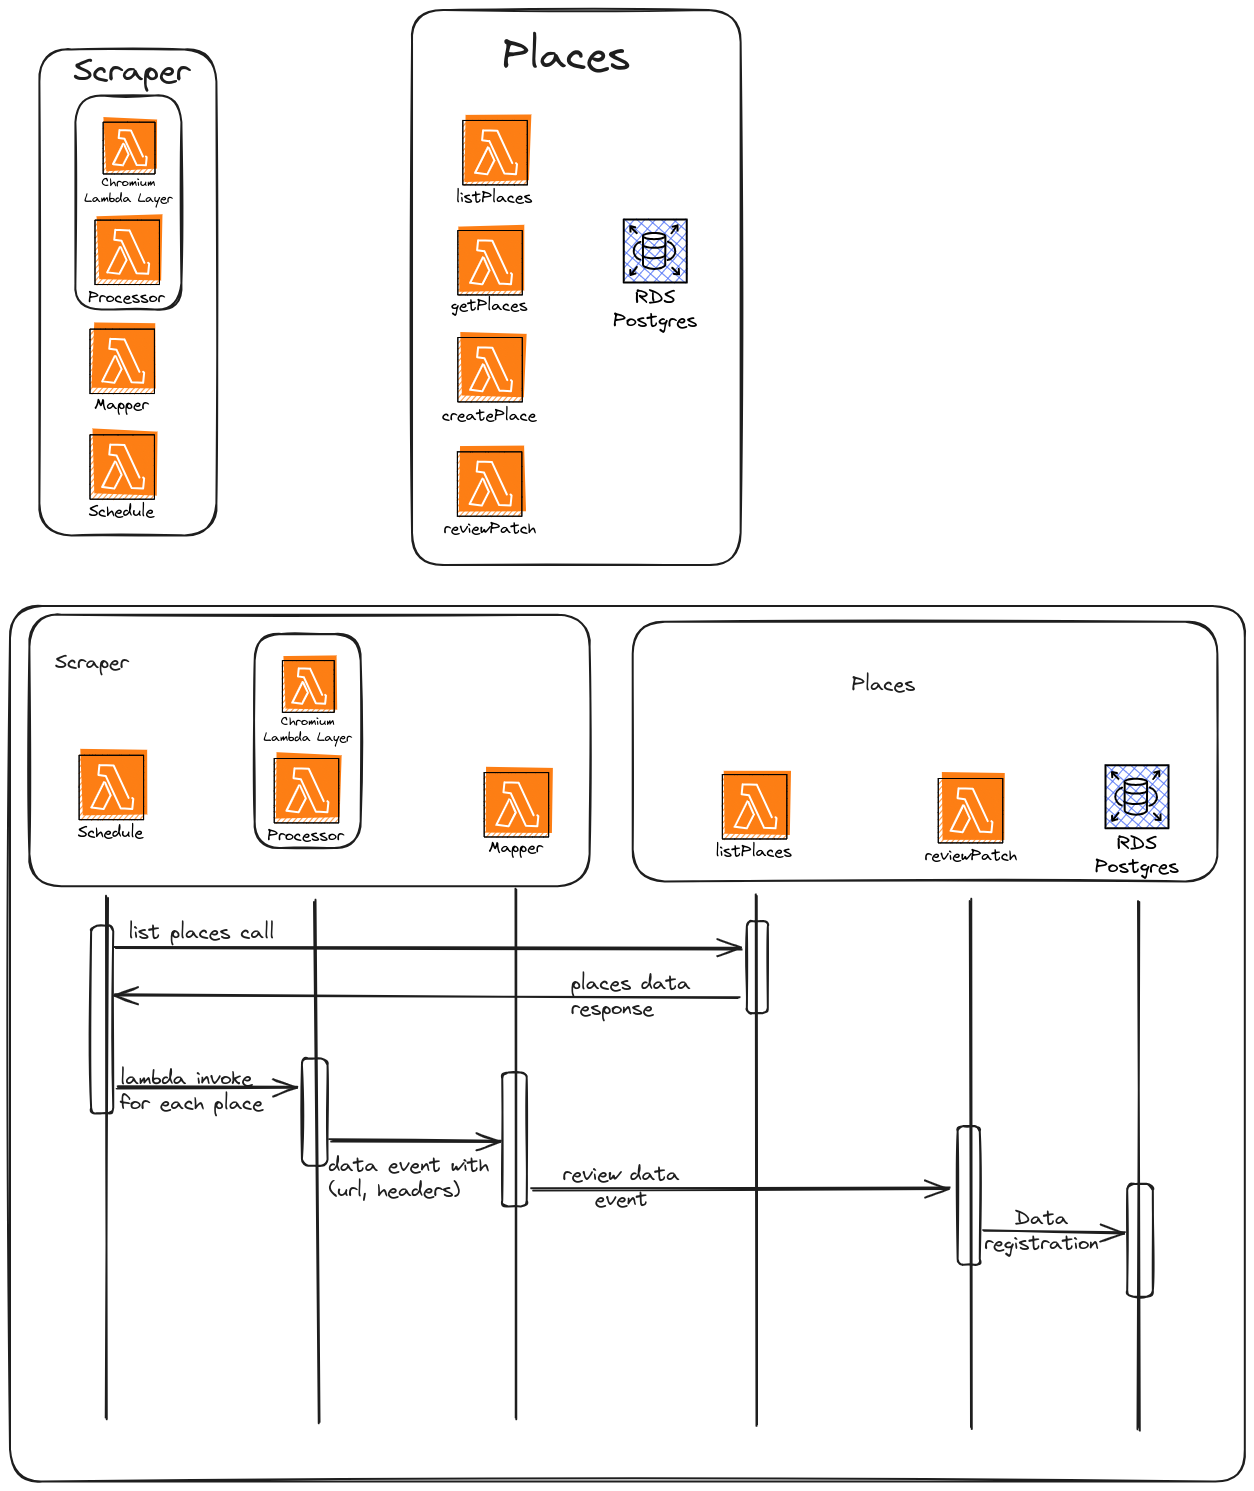 Scraper
Chromium
Lambda Layer
Processor
Mapper
Schedule
Places
listPlaces
getPlaces
createPlace
reviewPatch
RDS
Postgres
Scraper
Schedule
Chromium
Lambda Layer
Processor
Mapper
Places
listPlaces
reviewPatch
RDS
Postgres
list places call
places data
response
lambda invoke
for each place
data event with
(url, headers)
review data
event
Data
registration